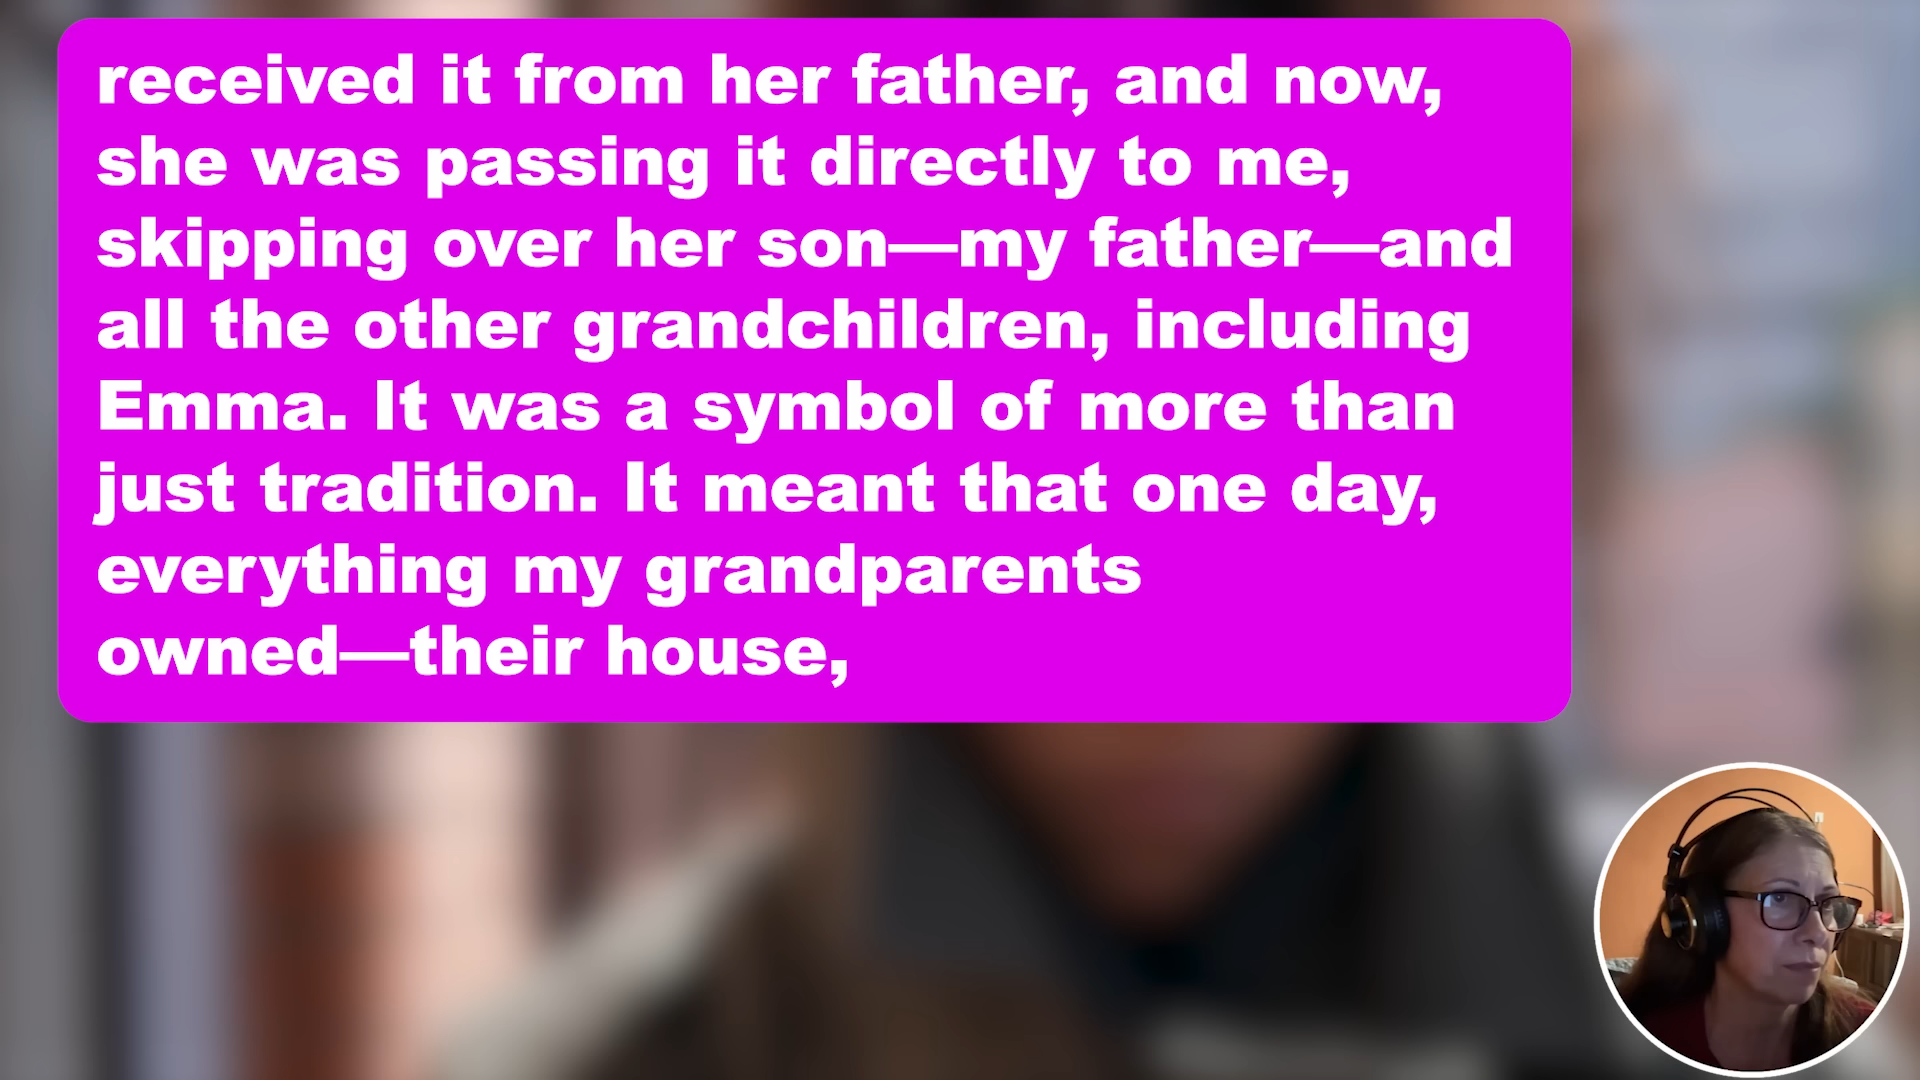 received it from her father, and now,
she was passing it directly to me,
skipping over her son—my father—and
all the other grandchildren, including
Emma. It was a symbol of more than
just tradition. It meant that one day,
everything my grandparents
owned—their house,